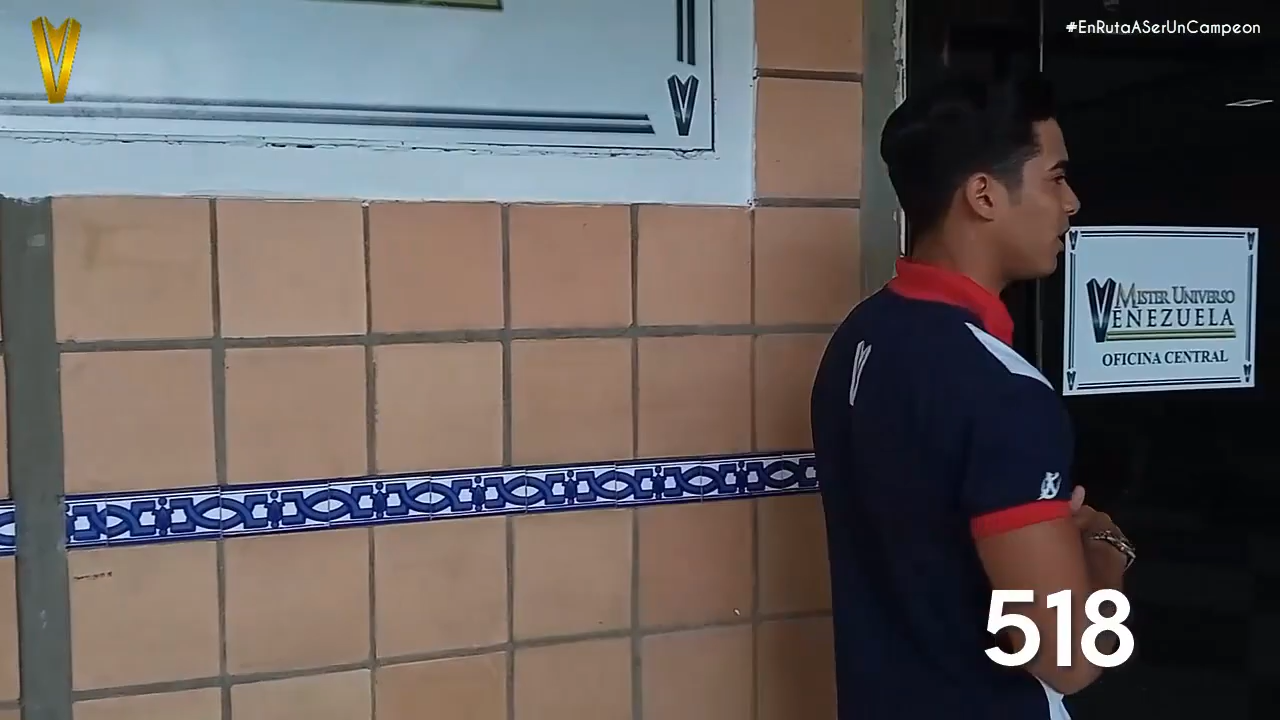 #EnRutaASerUnCampeon
MISTER UNIVERSO
VENEZUELA
OFICINA CENTRAL
518